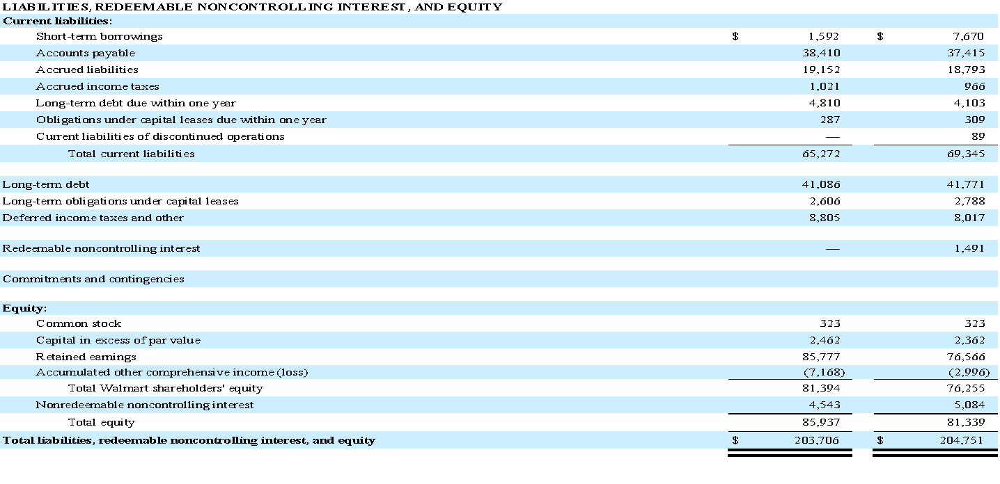 LIABILITIES, REDEEMABLE NONCONTROLLING INTEREST, AND EQUITY
Current liabilities:
Short-term borrowings $ 1,592 $ 7,670
Accounts payable 38,410 37,415
Accrued liabilities 19,152 18,793
Accrued income taxes 1,021 966
Long-term debt due within one year 4,810 4,103
Obligations under capital leases due within one year 287 309
Current liabilities of discontinued operations — 89
Total current liabilities 65,272 69,345
Long-term debt 41,086 41,771
Long-term obligations under capital leases 2,606 2,788
Deferred income taxes and other 8,805 8,017
Redeemable noncontrolling interest — 1,491
Commitments and contingencies
Equity:
Common stock 323 323
Capital in excess of par value 2,462 2,362
Retained earnings 85,777 76,566
Accumulated other comprehensive income (loss) (7,168) (2,996)
Total Walmart shareholders' equity 81,394 76,255
Nonredeemable noncontrolling interest 4,543 5,084
Total equity 85,937 81,339
Total liabilities, redeemable noncontrolling interest, and equity $ 203,706 $ 204,751